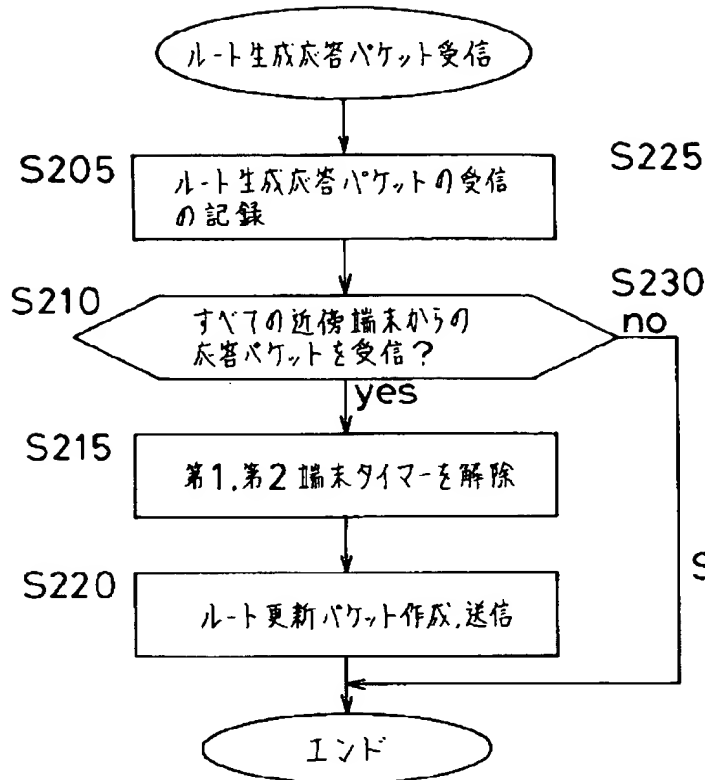 ルート生成応答パケット受信
S205
S225
ルート生成応答パケットの受信
の記録
S210
S230
すべての近傍端末からの
応答パケットを受信?
no
yes
S215
第1.第2端末タイマーを解除
S220
ルート更新パケット作成,送信
S
エンド